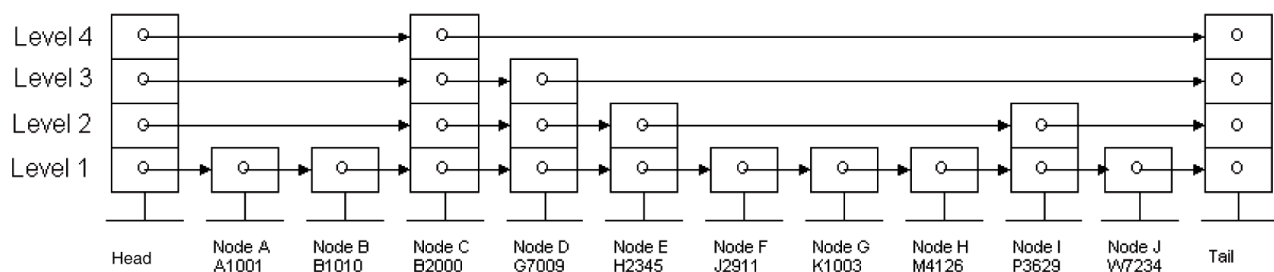 Level 4
Level 3
Level 2
Level 1
Head
Node A
A1001
Node B
B1010
Node C
B2000
Node D
G7009
Node E
H2345
Node F
J2911
Node G
K1003
Node H
M4126
Node I
P3629
Node J
W7234
Tail